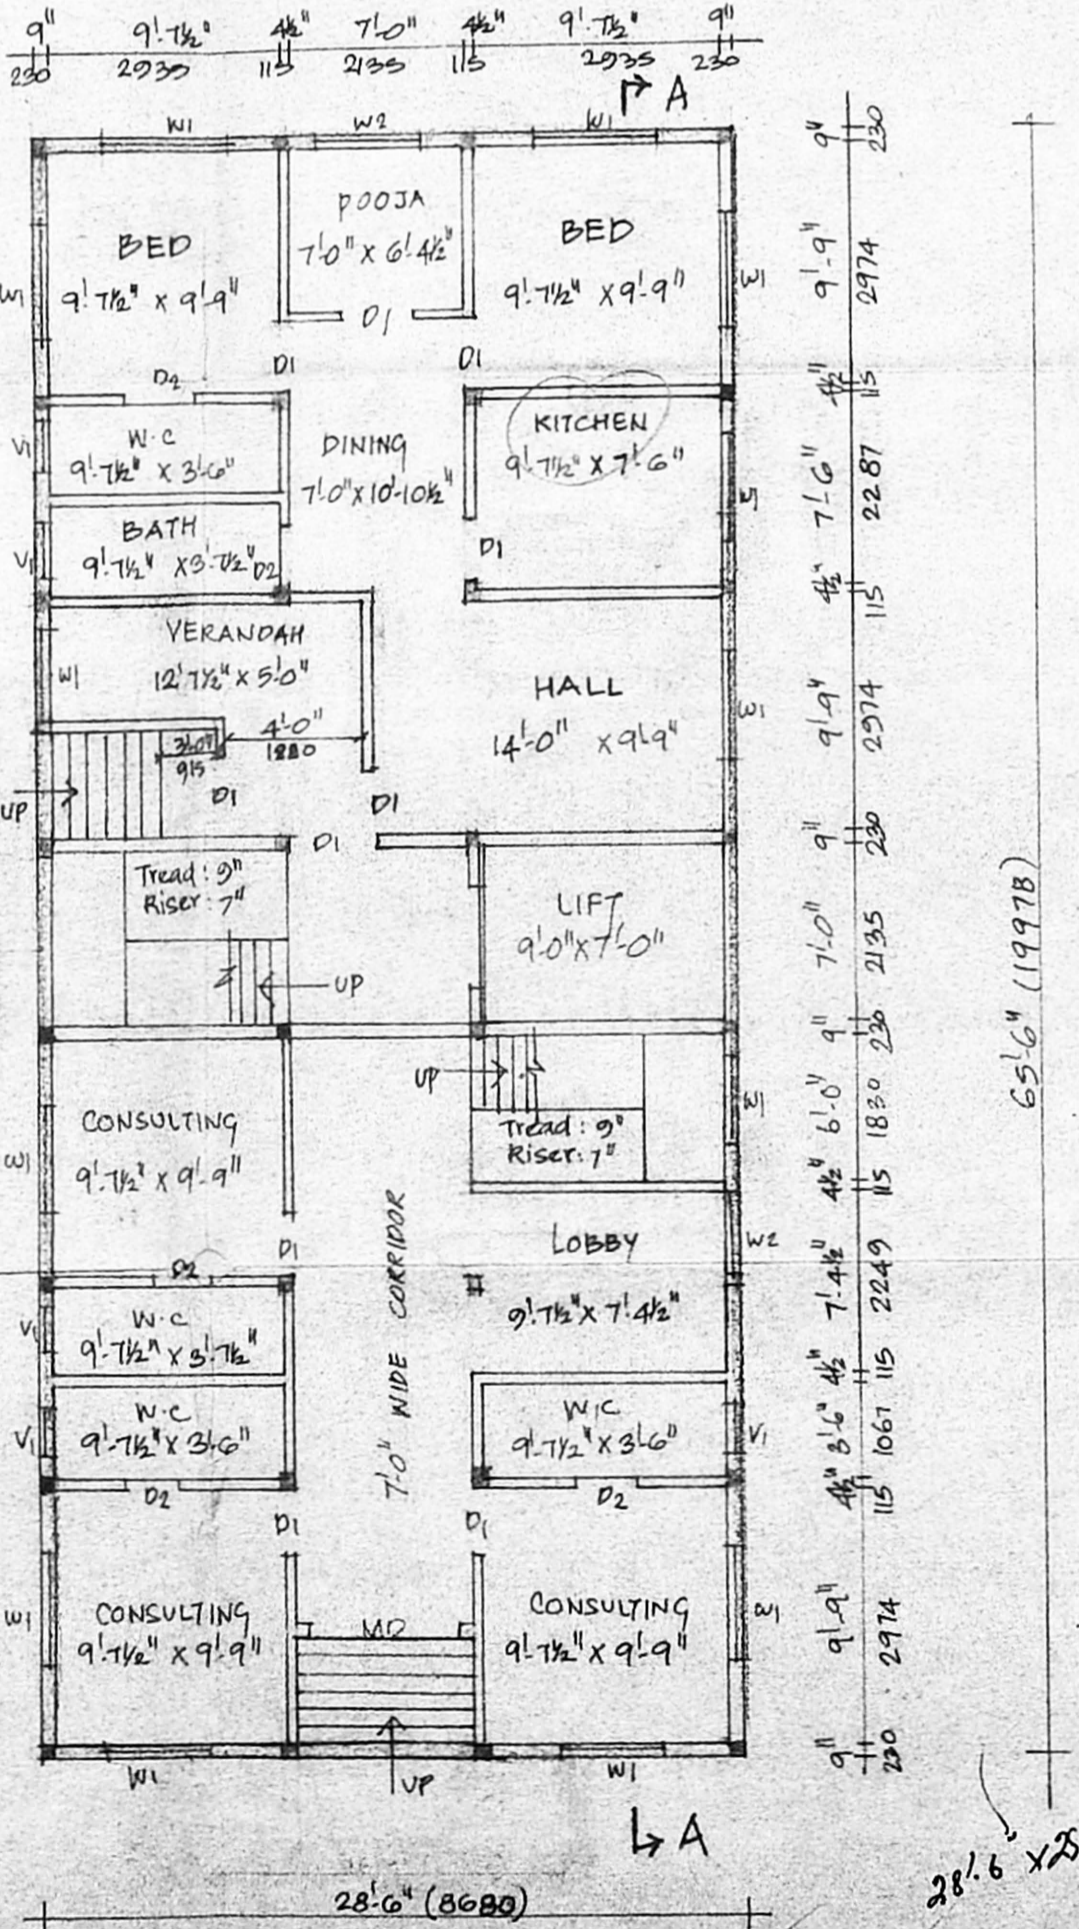 9" 9'-7½" 4½" 7'-0" 4½" 9'-7½" 9"
230 2935 115 2135 115 2935 230
A
W1 W2 W1
POOJA
7'-0" X 6'-4½"
BED
9'-7½" X 9'-9"
BED
9'-7½" X 9'-9"
W1
W1
D1
D1
D1
D2
V1
W.C
9'-7½" X 3'-6"
DINING
7'-0" X 10'-10½"
KITCHEN
9'-7½" X 7'-6"
W1
V1
BATH
9'-7½" X 3'-7½"
D2
D1
VERANDAH
12'7½" X 5'-0"
W1
HALL
14'-0" X 9'-9"
W1
3'-0"
915
4'-0"
UP
D1
D1
D1
Tread : 9"
Riser : 7"
LIFT
9'-0" X 7'-0"
UP
UP
CONSULTING
9'-7½" X 9'-9"
W1
Tread : 9"
Riser : 7"
W1
7'-0" WIDE CORRIDOR
LOBBY
9'-7½" X 7'-4½"
W2
D1
D2
V1
W.C
9'-7½" X 3'-7½"
V1
W.C
9'-7½" X 3'-6"
W.C
9'-7½" X 3'-6"
V1
D2
D2
D1
D1
W1
CONSULTING
9'-7½" X 9'-9"
MD
CONSULTING
9'-7½" X 9'-9"
W1
W1
UP
W1
A
28'-6" (8680)
9" 9'-9" 4½" 7'-6" 4½" 9'-9" 9" 7'-0" 9" 6'-0" 4½" 7'-4½" 4½" 3'-6" 4½" 9'-9" 9"
230 2974 115 2287 115 2974 230 2135 230 1830 115 2249 115 1067 115 2974 230
65'-6" (19978)
28'.6" X 25